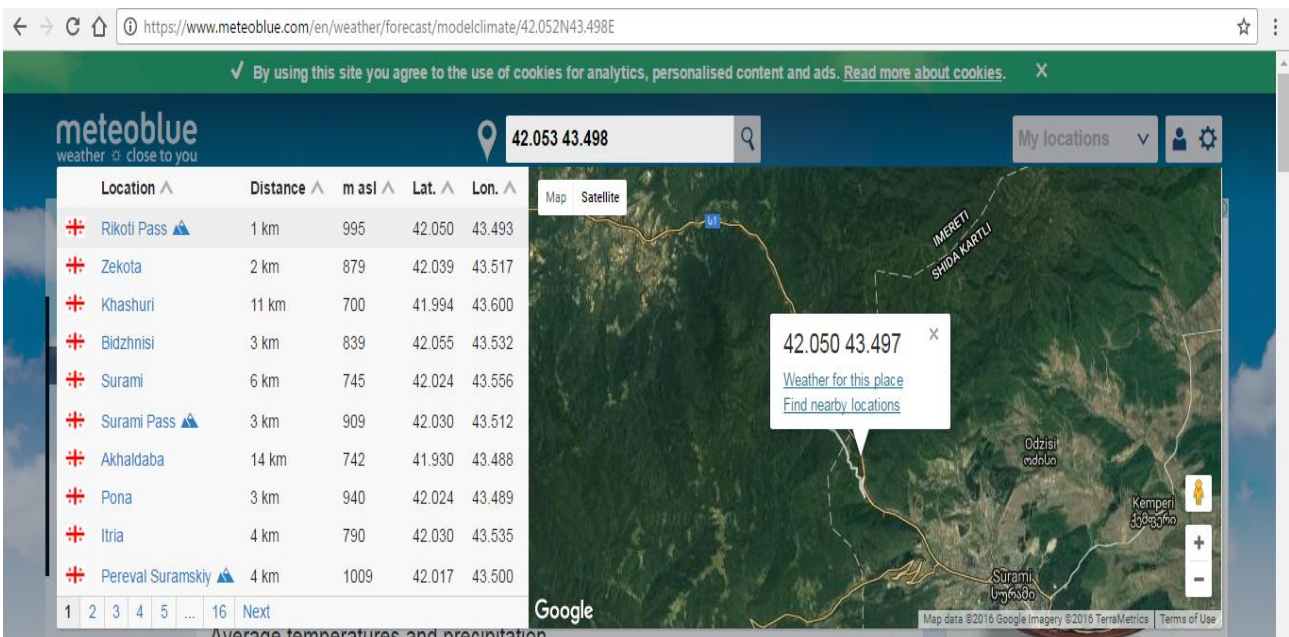 https://www.meteoblue.com/en/weather/forecast/modelclimate/42.052N43.498E
✓ By using this site you agree to the use of cookies for analytics, personalised content and ads. Read more about cookies. X
meteoblue
weather close to you
42.053 43.498
My locations
Location Distance m asl Lat. Lon.
Rikoti Pass 1 km 995 42.050 43.493
Zekota 2 km 879 42.039 43.517
Khashuri 11 km 700 41.994 43.600
Bidzhnisi 3 km 839 42.055 43.532
Surami 6 km 745 42.024 43.556
Surami Pass 3 km 909 42.030 43.512
Akhaldaba 14 km 742 41.930 43.488
Pona 3 km 940 42.024 43.489
Itria 4 km 790 42.030 43.535
Pereval Suramskiy 4 km 1009 42.017 43.500
1 2 3 4 5 ... 16 Next
Map Satellite
IMERETI
SHIDA KARTLI
42.050 43.497 ×
Weather for this place
Find nearby locations
Odzisi
ოძისი
Kemperi
ქემფერი
Surami
სურამი
+
−
Google
Map data ©2016 Google Imagery ©2016 TerraMetrics Terms of Use
Average temperatures and precipitation